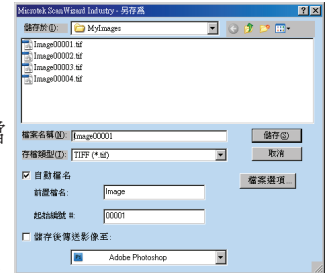 Microtek ScanWizard Industry - 另存為
儲存於(I): MyImages
Image00001.tif
Image00002.tif
Image00003.tif
Image00004.tif
檔案名稱(N): Image00001 儲存(S)
存檔類型(T): TIFF (*.tif) 取消
自動檔名 檔案選項...
前置檔名: Image
起始編號 #: 00001
儲存後傳送影像至:
Adobe Photoshop